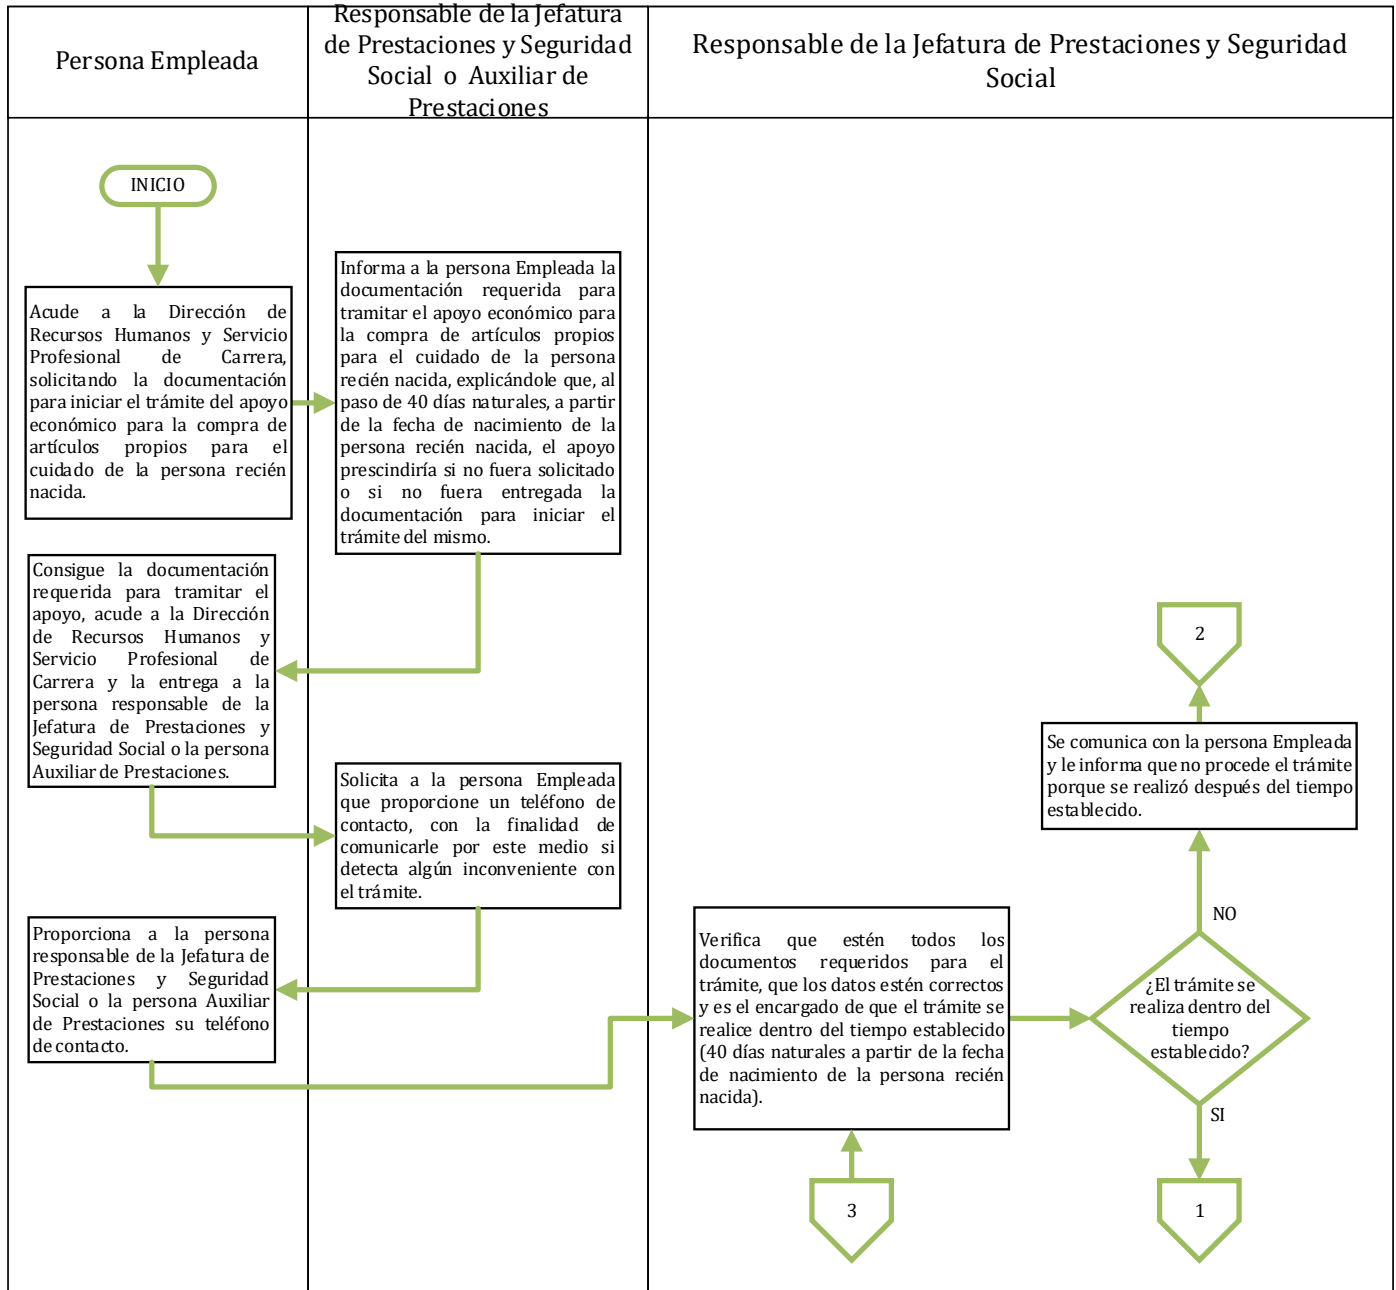 Persona Empleada
Responsable de la Jefatura
de Prestaciones y Seguridad
Social o Auxiliar de
Prestaciones
Responsable de la Jefatura de Prestaciones y Seguridad
Social
INICIO
Acude a la Dirección de
Recursos Humanos y Servicio
Profesional de Carrera,
solicitando la documentación
para iniciar el trámite del apoyo
económico para la compra de
artículos propios para el
cuidado de la persona recién
nacida.
Informa a la persona Empleada la
documentación requerida para
tramitar el apoyo económico para
la compra de artículos propios
para el cuidado de la persona
recién nacida, explicándole que, al
paso de 40 días naturales, a partir
de la fecha de nacimiento de la
persona recién nacida, el apoyo
prescindiría si no fuera solicitado
o si no fuera entregada la
documentación para iniciar el
trámite del mismo.
Consigue la documentación
requerida para tramitar el
apoyo, acude a la Dirección
de Recursos Humanos y
Servicio Profesional de
Carrera y la entrega a la
persona responsable de la
Jefatura de Prestaciones y
Seguridad Social o la persona
Auxiliar de Prestaciones.
Solicita a la persona Empleada
que proporcione un teléfono de
contacto, con la finalidad de
comunicarle por este medio si
detecta algún inconveniente con
el trámite.
Proporciona a la persona
responsable de la Jefatura de
Prestaciones y Seguridad
Social o la persona Auxiliar
de Prestaciones su teléfono
de contacto.
Verifica que estén todos los
documentos requeridos para el
trámite, que los datos estén correctos
y es el encargado de que el trámite se
realice dentro del tiempo establecido
(40 días naturales a partir de la fecha
de nacimiento de la persona recién
nacida).
3
¿El trámite se
realiza dentro del
tiempo
establecido?
NO
Se comunica con la persona Empleada
y le informa que no procede el trámite
porque se realizó después del tiempo
establecido.
2
SI
1